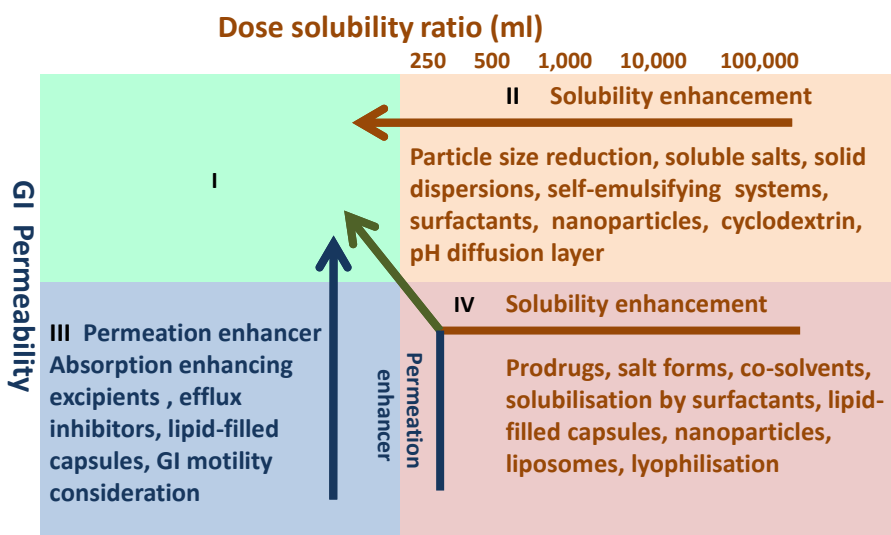 Dose solubility ratio (ml)
250 500 1,000 10,000 100,000
II Solubility enhancement
Particle size reduction, soluble salts, solid
dispersions, self-emulsifying systems,
surfactants, nanoparticles, cyclodextrin,
pH diffusion layer
I
GI Permeability
III Permeation enhancer
Absorption enhancing
excipients , efflux
inhibitors, lipid-filled
capsules, GI motility
consideration
Permeation
enhancer
IV Solubility enhancement
Prodrugs, salt forms, co-solvents,
solubilisation by surfactants, lipid-
filled capsules, nanoparticles,
liposomes, lyophilisation